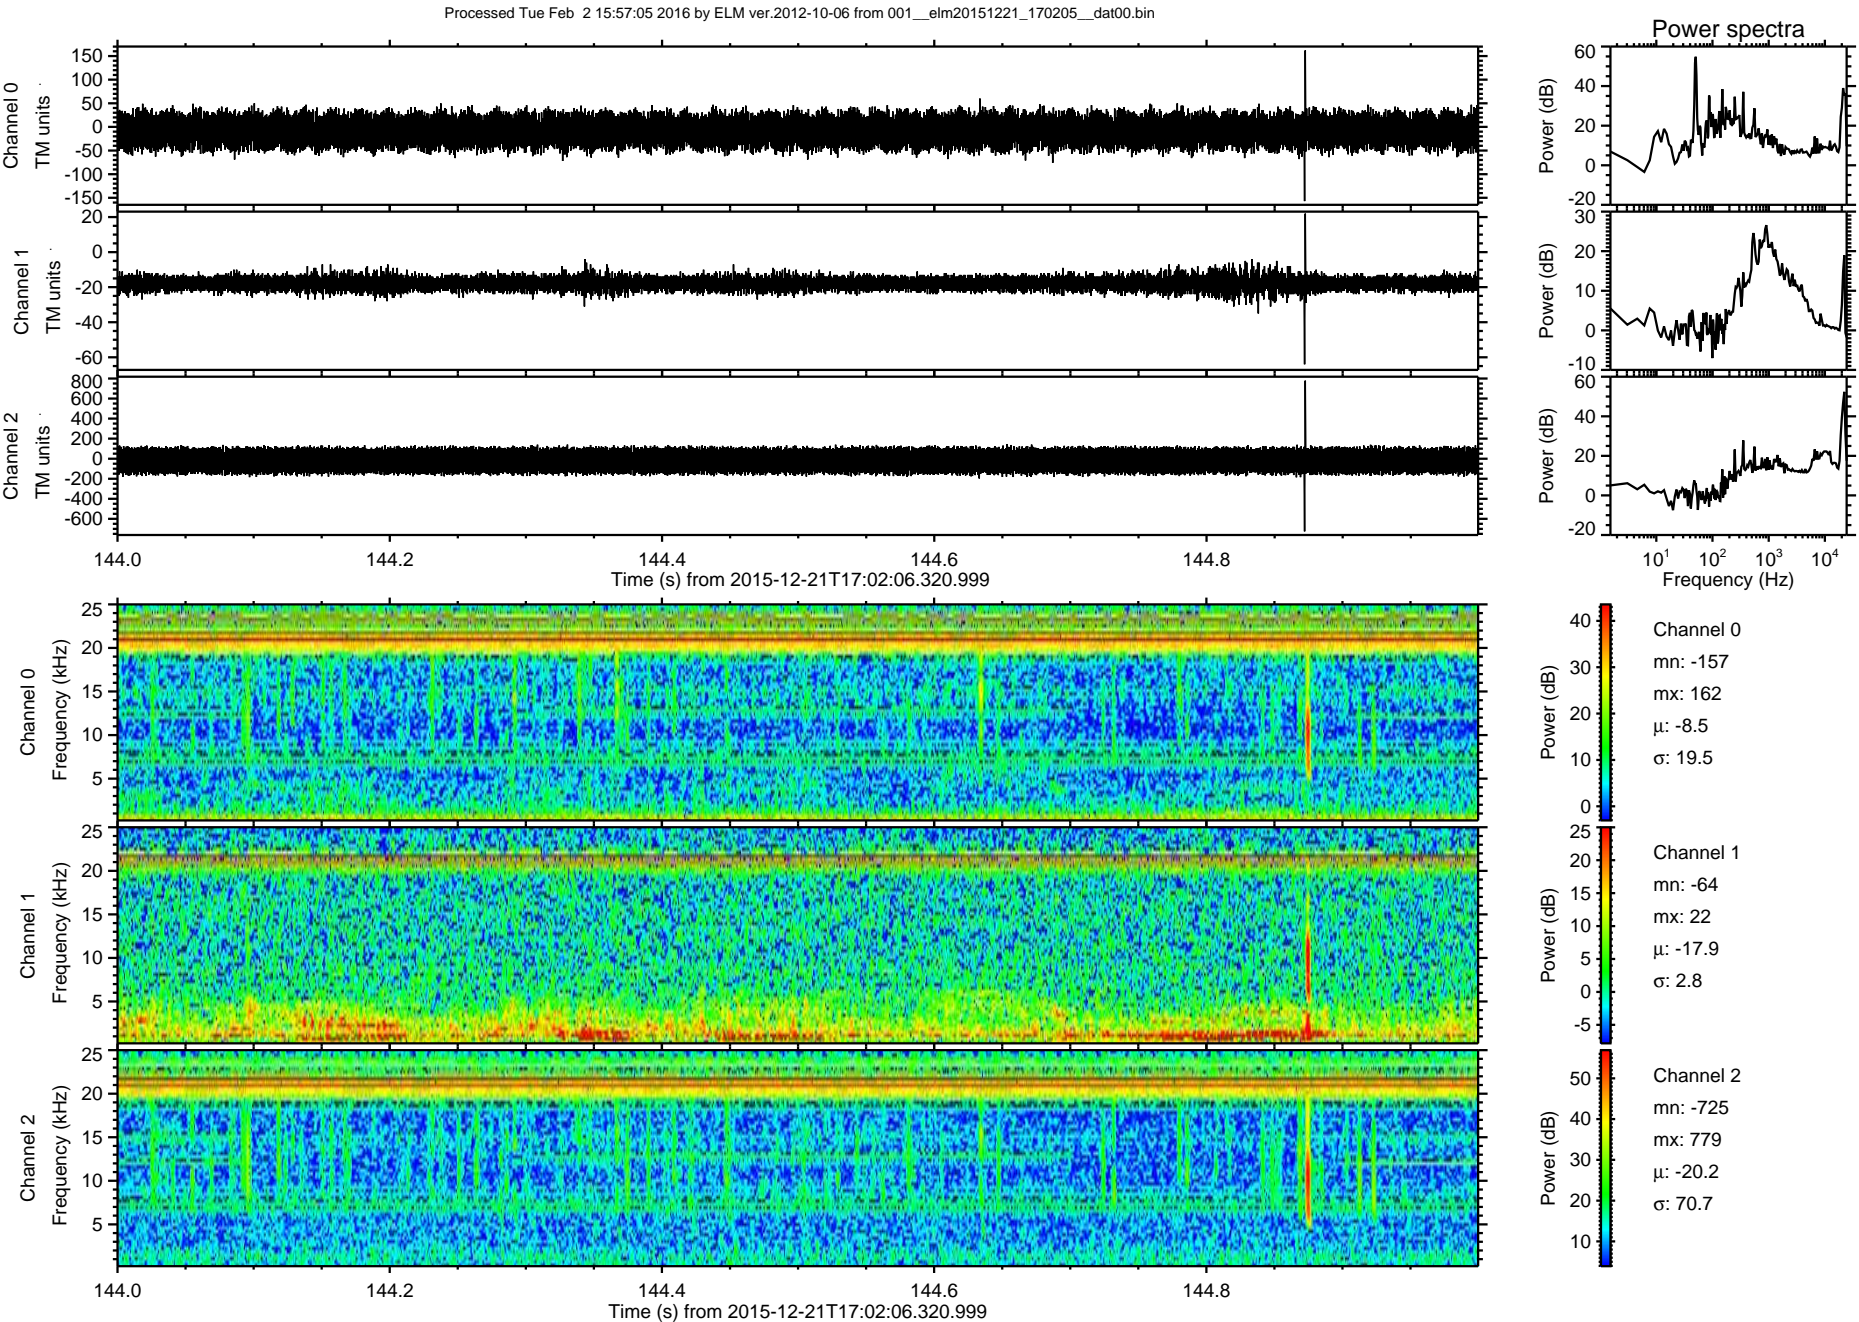 Processed Tue Feb  2 15:57:05 2016 by ELM ver.2012-10-06 from 001__elm20151221_170205__dat00.bin
Power spectra
Channel 0
TM units
150
100
50
0
-50
-100
-150
Power (dB)
60
40
20
0
-20
Channel 1
TM units
20
0
-20
-40
-60
Power (dB)
30
20
10
0
-10
Channel 2
TM units
800
600
400
200
0
-200
-400
-600
Power (dB)
60
40
20
0
-20
144.0 144.2 144.4 144.6 144.8
Time (s) from 2015-12-21T17:02:06.320.999
10^1 10^2 10^3 10^4
Frequency (Hz)
Channel 0
Frequency (kHz)
25
20
15
10
5
Power (dB)
40
30
20
10
0
Channel 0
mn: -157
mx: 162
μ: -8.5
σ: 19.5
Channel 1
Frequency (kHz)
25
20
15
10
5
Power (dB)
25
20
15
10
5
0
-5
Channel 1
mn: -64
mx: 22
μ: -17.9
σ: 2.8
Channel 2
Frequency (kHz)
25
20
15
10
5
Power (dB)
50
40
30
20
10
Channel 2
mn: -725
mx: 779
μ: -20.2
σ: 70.7
144.0 144.2 144.4 144.6 144.8
Time (s) from 2015-12-21T17:02:06.320.999